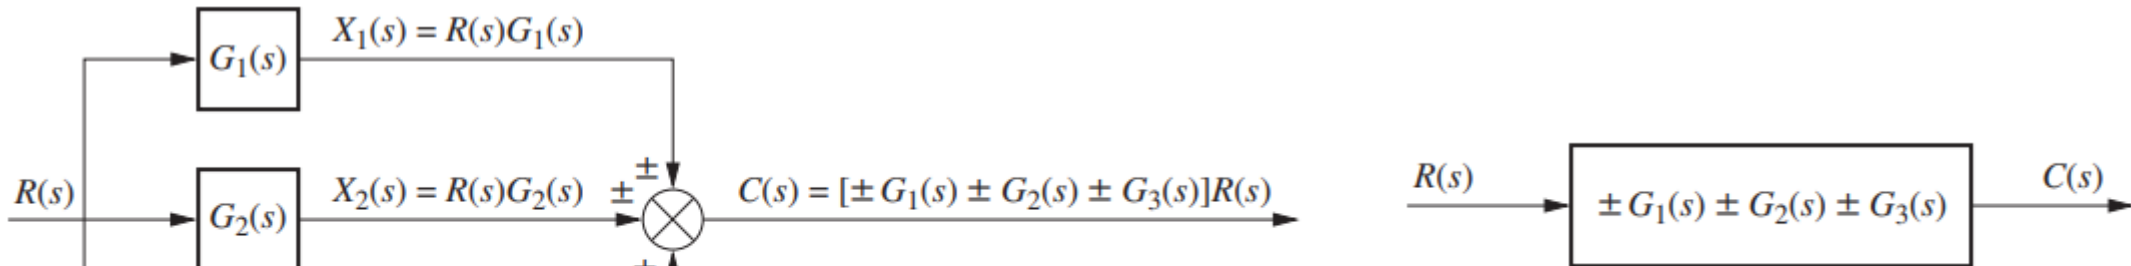 X₁(s) = R(s)G₁(s)
G₁(s)
±
R(s)
G₂(s)
X₂(s) = R(s)G₂(s)
±
C(s) = [± G₁(s) ± G₂(s) ± G₃(s)]R(s)
R(s)
± G₁(s) ± G₂(s) ± G₃(s)
C(s)